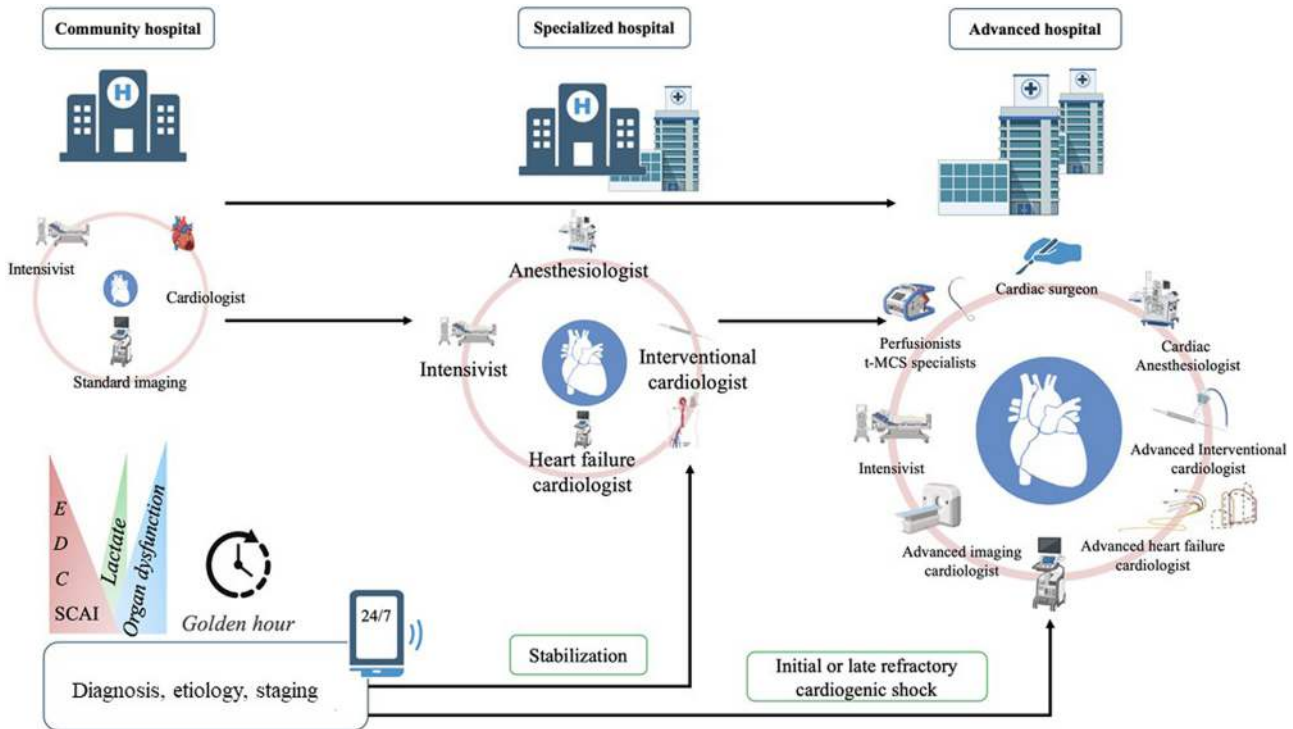 Community hospital
Specialized hospital
Advanced hospital
H
H
Intensivist
Cardiologist
Standard imaging
Anesthesiologist
Intensivist
Interventional
cardiologist
Heart failure
cardiologist
Cardiac surgeon
Perfusionists
t-MCS specialists
Cardiac
Anesthesiologist
Intensivist
Advanced Interventional
cardiologist
Advanced imaging
cardiologist
Advanced heart failure
cardiologist
E
D
C
SCAI
Lactate
Organ dysfunction
Golden hour
24/7
Diagnosis, etiology, staging
Stabilization
Initial or late refractory
cardiogenic shock